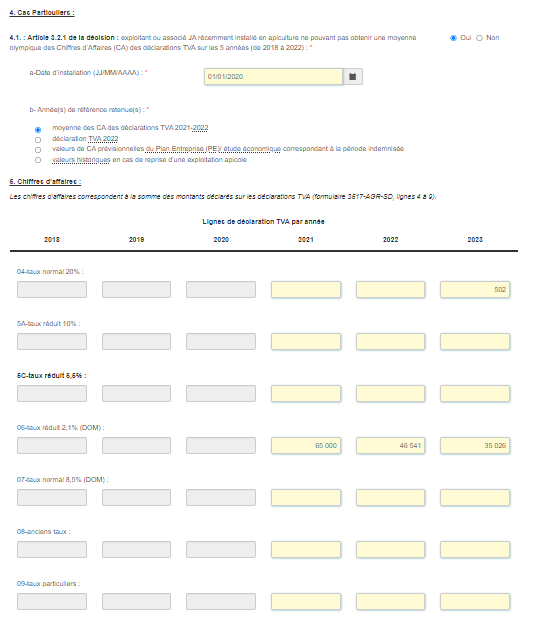 4. Cas Particuliers :
4.1. : Article 3.2.1 de la décision : exploitant ou associé JA récemment installé en apiculture ne pouvant pas obtenir une moyenne
olympique des Chiffres d'Affaires (CA) des déclarations TVA sur les 5 années (de 2018 à 2022) : *
Oui Non
a-Date d'installation (JJ/MM/AAAA) : *
01/01/2020
b- Année(s) de référence retenue(s) : *
moyenne des CA des déclarations TVA 2021-2022
déclaration TVA 2022
valeurs de CA prévisionnelles du Plan Entreprise (PE)/ étude économique correspondant à la période indemnisée
valeurs historiques en cas de reprise d'une exploitation apicole
5. Chiffres d'affaires :
Les chiffres d'affaires correspondent à la somme des montants déclarés sur les déclarations TVA (formulaire 3517-AGR-SD, lignes 4 à 9).
Lignes de déclaration TVA par année
2018 2019 2020 2021 2022 2023
04-taux normal 20% :
502
5A-taux réduit 10% :
5C-taux réduit 5,5% :
06-taux réduit 2,1% (DOM) :
65 000 46 541 35 026
07-taux normal 8,5% (DOM) :
08-anciens taux :
09-taux particuliers :